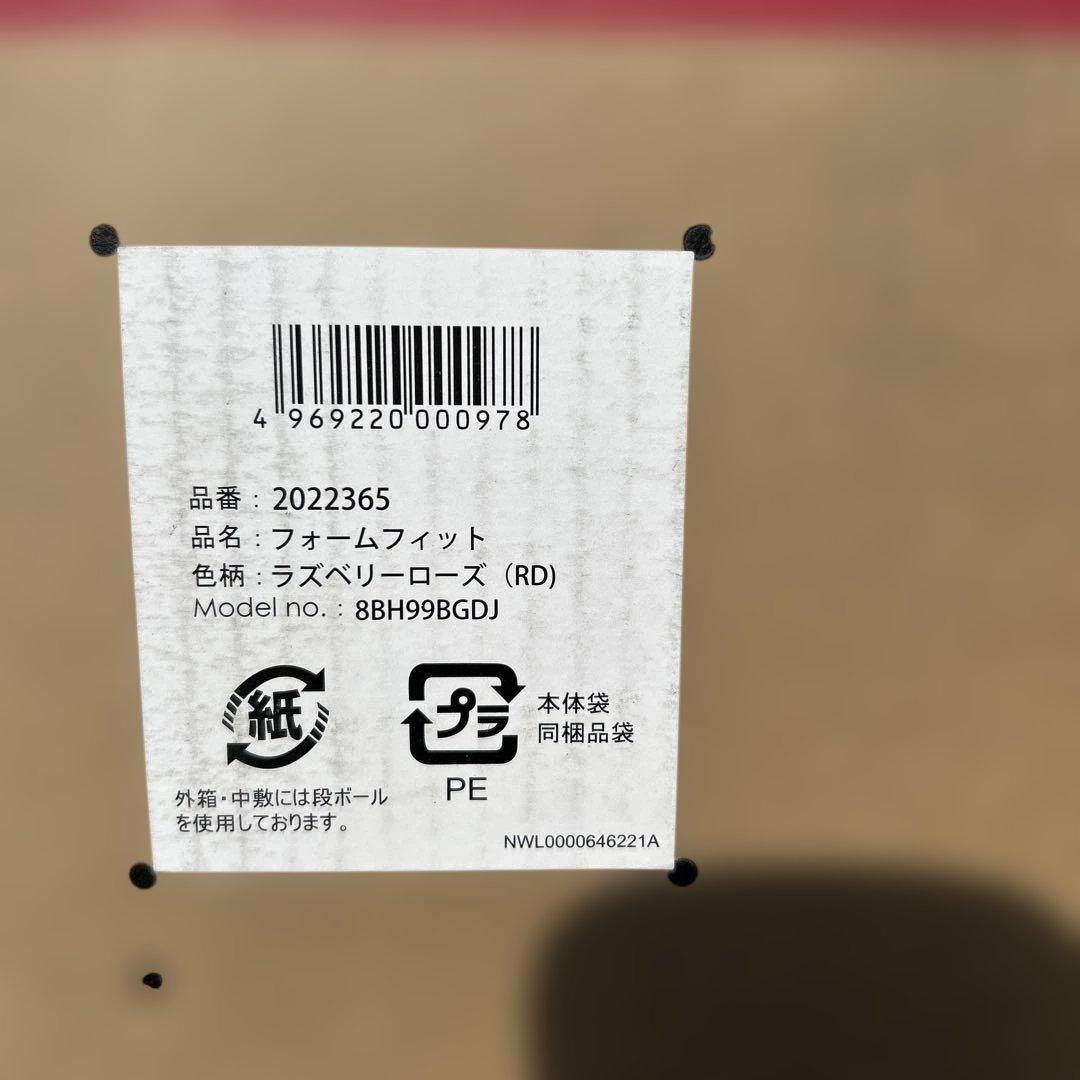 4 969220 000978
品番：2022365
品名：フォームフィット
色柄：ラズベリーローズ（RD)
Model no.：8BH99BGDJ
紙
プラ
本体袋
同梱品袋
PE
外箱・中敷には段ボール
を使用しております。
NWL0000646221A